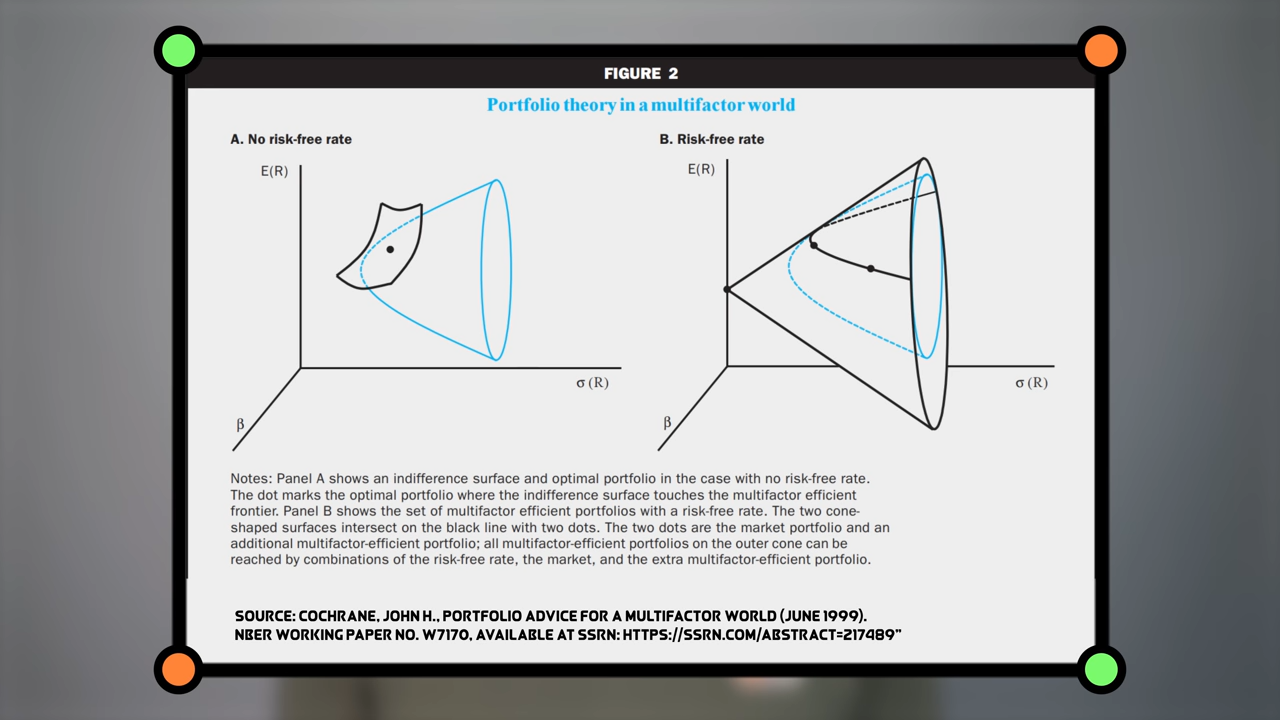 FIGURE 2
Portfolio theory in a multifactor world
A. No risk-free rate
B. Risk-free rate
E(R)
σ (R)
β
E(R)
σ (R)
β
Notes: Panel A shows an indifference surface and optimal portfolio in the case with no risk-free rate.
The dot marks the optimal portfolio where the indifference surface touches the multifactor efficient
frontier. Panel B shows the set of multifactor efficient portfolios with a risk-free rate. The two cone-
shaped surfaces intersect on the black line with two dots. The two dots are the market portfolio and an
additional multifactor-efficient portfolio; all multifactor-efficient portfolios on the outer cone can be
reached by combinations of the risk-free rate, the market, and the extra multifactor-efficient portfolio.
SOURCE: COCHRANE, JOHN H., PORTFOLIO ADVICE FOR A MULTIFACTOR WORLD (JUNE 1999).
NBER WORKING PAPER NO. W7170, AVAILABLE AT SSRN: HTTPS://SSRN.COM/ABSTRACT=217489”